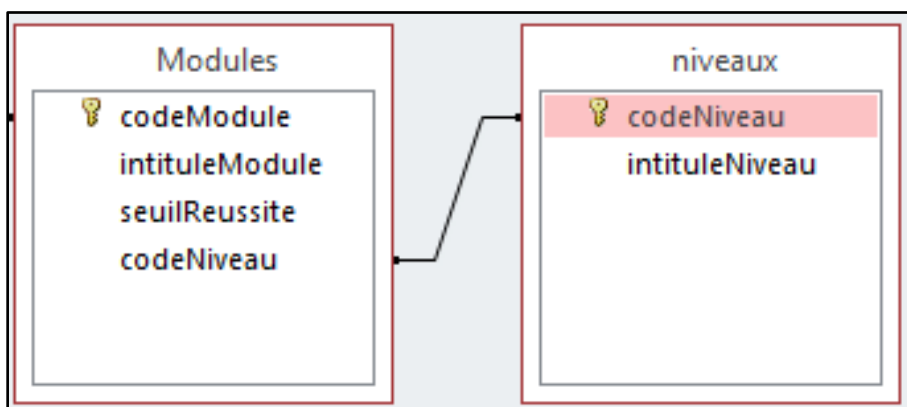 Modules
codeModule
intituleModule
seuilReussite
codeNiveau
niveaux
codeNiveau
intituleNiveau